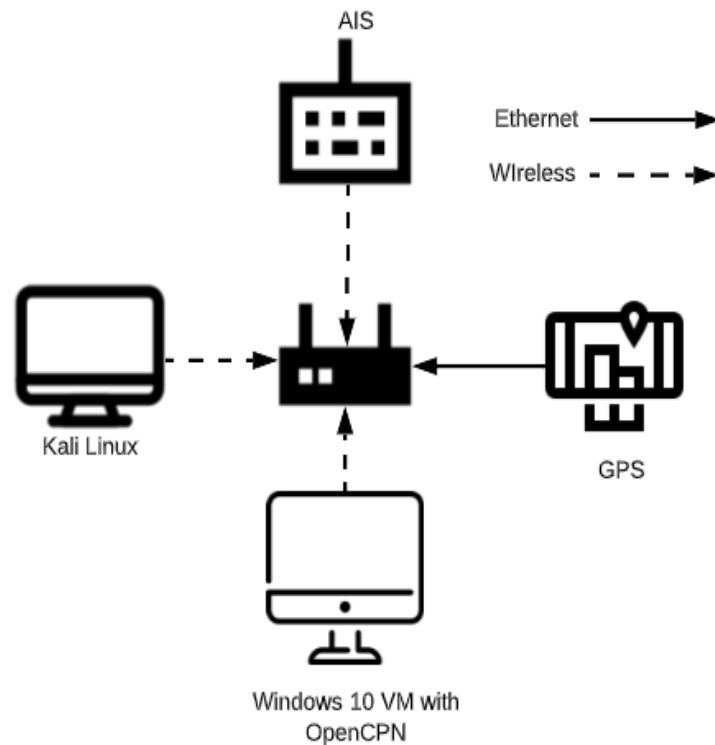 AIS
Ethernet
WIreless
Kali Linux
GPS
Windows 10 VM with
OpenCPN